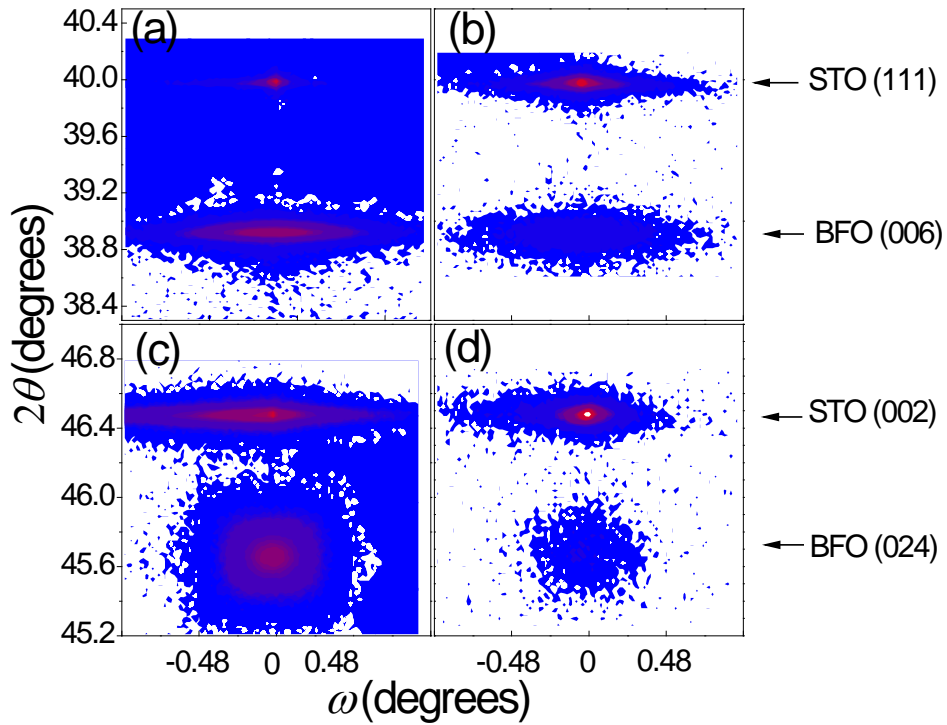 (a)
(b)
40.4
40.0
39.6
39.2
38.8
38.4
STO (111)
BFO (006)
(c)
(d)
46.8
46.4
46.0
45.6
45.2
STO (002)
BFO (024)
2θ (degrees)
-0.48 0 0.48
-0.48 0 0.48
ω (degrees)